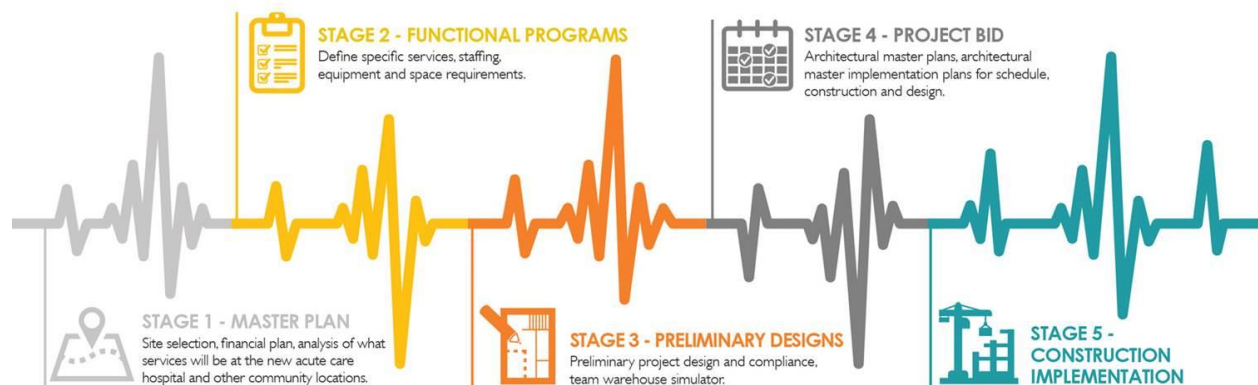 STAGE 1 - MASTER PLAN
Site selection, financial plan, analysis of what
services will be at the new acute care
hospital and other community locations.
STAGE 2 - FUNCTIONAL PROGRAMS
Define specific services, staffing,
equipment and space requirements.
STAGE 3 - PRELIMINARY DESIGNS
Preliminary project design and compliance,
team warehouse simulator.
STAGE 4 - PROJECT BID
Architectural master plans, architectural
master implementation plans for schedule,
construction and design.
STAGE 5 -
CONSTRUCTION
IMPLEMENTATION